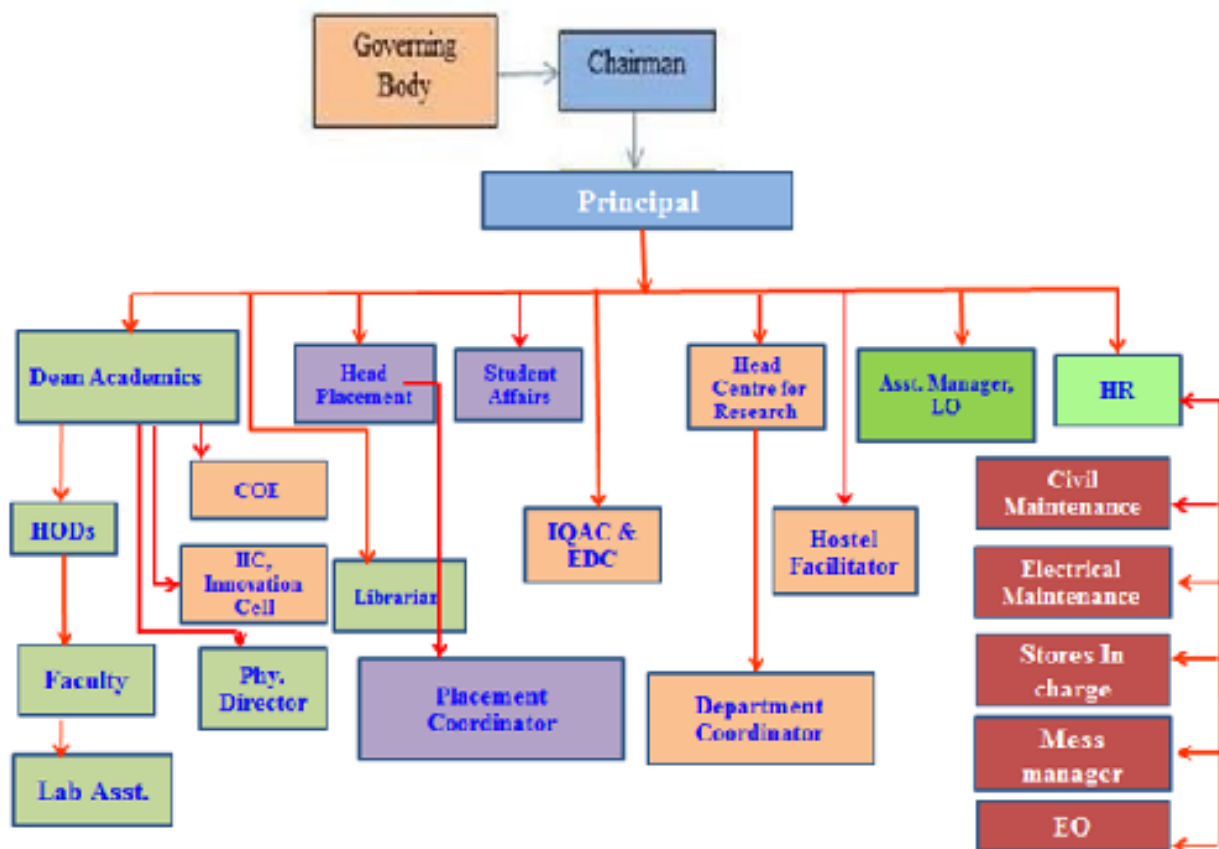 Governing
Body
Chairman
Principal
Dean Academics
Head
Placement
Student
Affairs
Head
Centre for
Research
Asst. Manager,
LO
HR
COE
HODs
IIC,
Innovation
Cell
Librarian
IQAC &
EDC
Hostel
Facilitator
Civil
Maintenance
Electrical
Maintenance
Faculty
Phy.
Director
Placement
Coordinator
Department
Coordinator
Stores In
charge
Lab Asst.
Mess
manager
EO